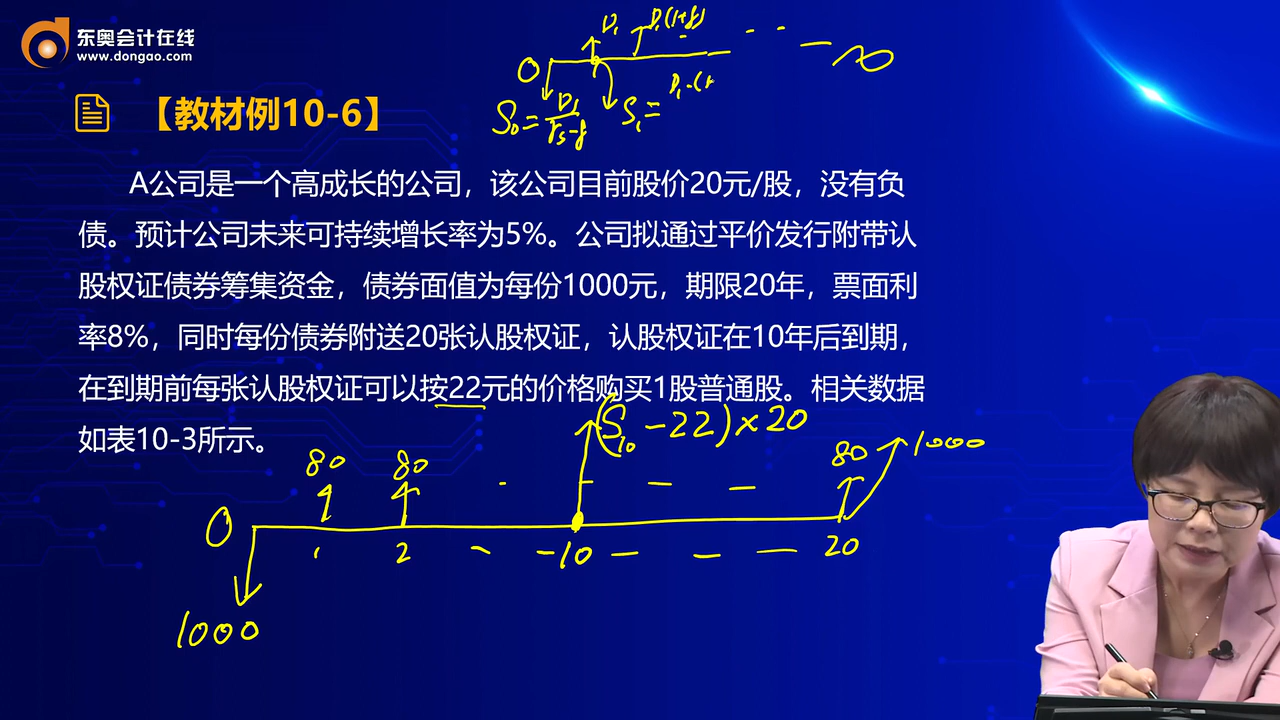 东奥会计在线
www.dongao.com
0 D₁ D₁(1+g) ∞
S₀=D₁/(rs-g) S₁= D₁(1+
【教材例10-6】
A公司是一个高成长的公司，该公司目前股价20元/股，没有负
债。预计公司未来可持续增长率为5%。公司拟通过平价发行附带认
股权证债券筹集资金，债券面值为每份1000元，期限20年，票面利
率8%，同时每份债券附送20张认股权证，认股权证在10年后到期，
在到期前每张认股权证可以按22元的价格购买1股普通股。相关数据
如表10-3所示。
(S₁₀-22)×20
80 80 80 1000
0
1 2 10 20
1000